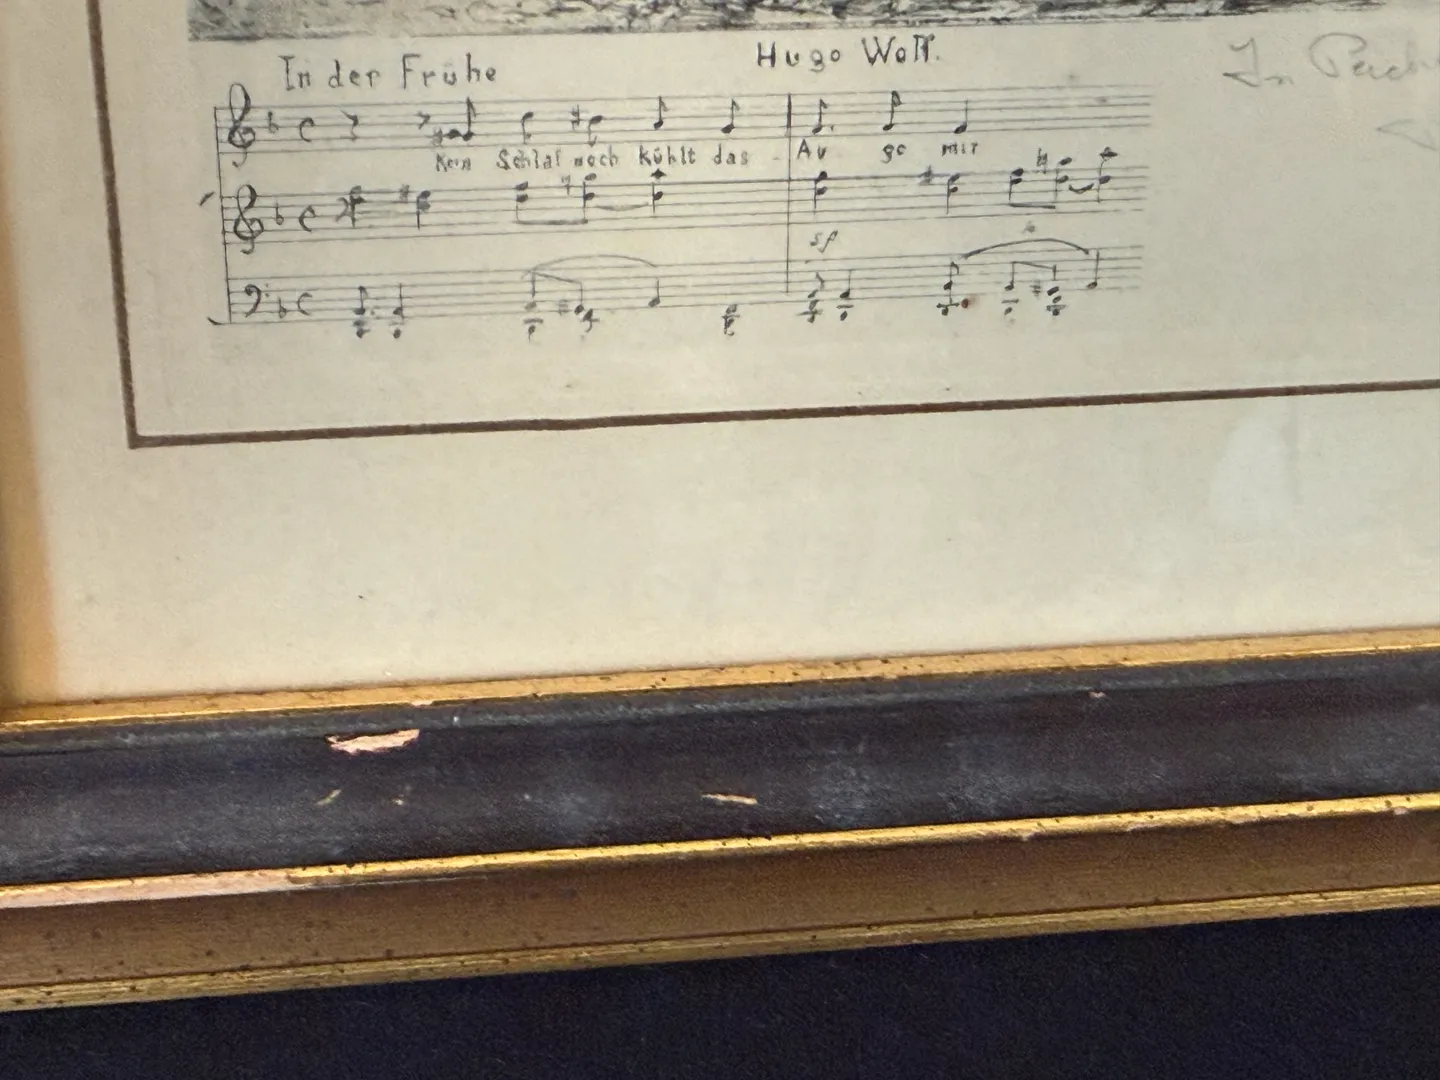 In der Frühe
Hugo Wolf.
Kein Schlaf noch kühlt das Au ge mir
sf